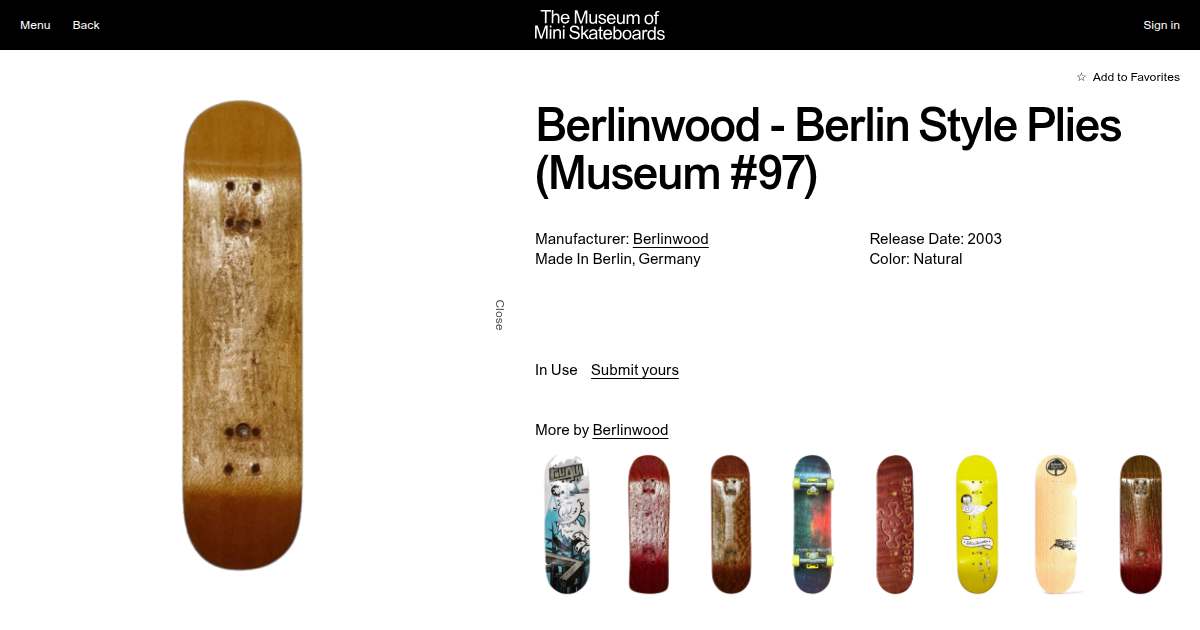 Menu
Back
The Museum of
Mini Skateboards
Sign in
☆ Add to Favorites
Berlinwood - Berlin Style Plies
(Museum #97)
Manufacturer: Berlinwood
Made In Berlin, Germany
Release Date: 2003
Color: Natural
Close
In Use
Submit yours
More by Berlinwood